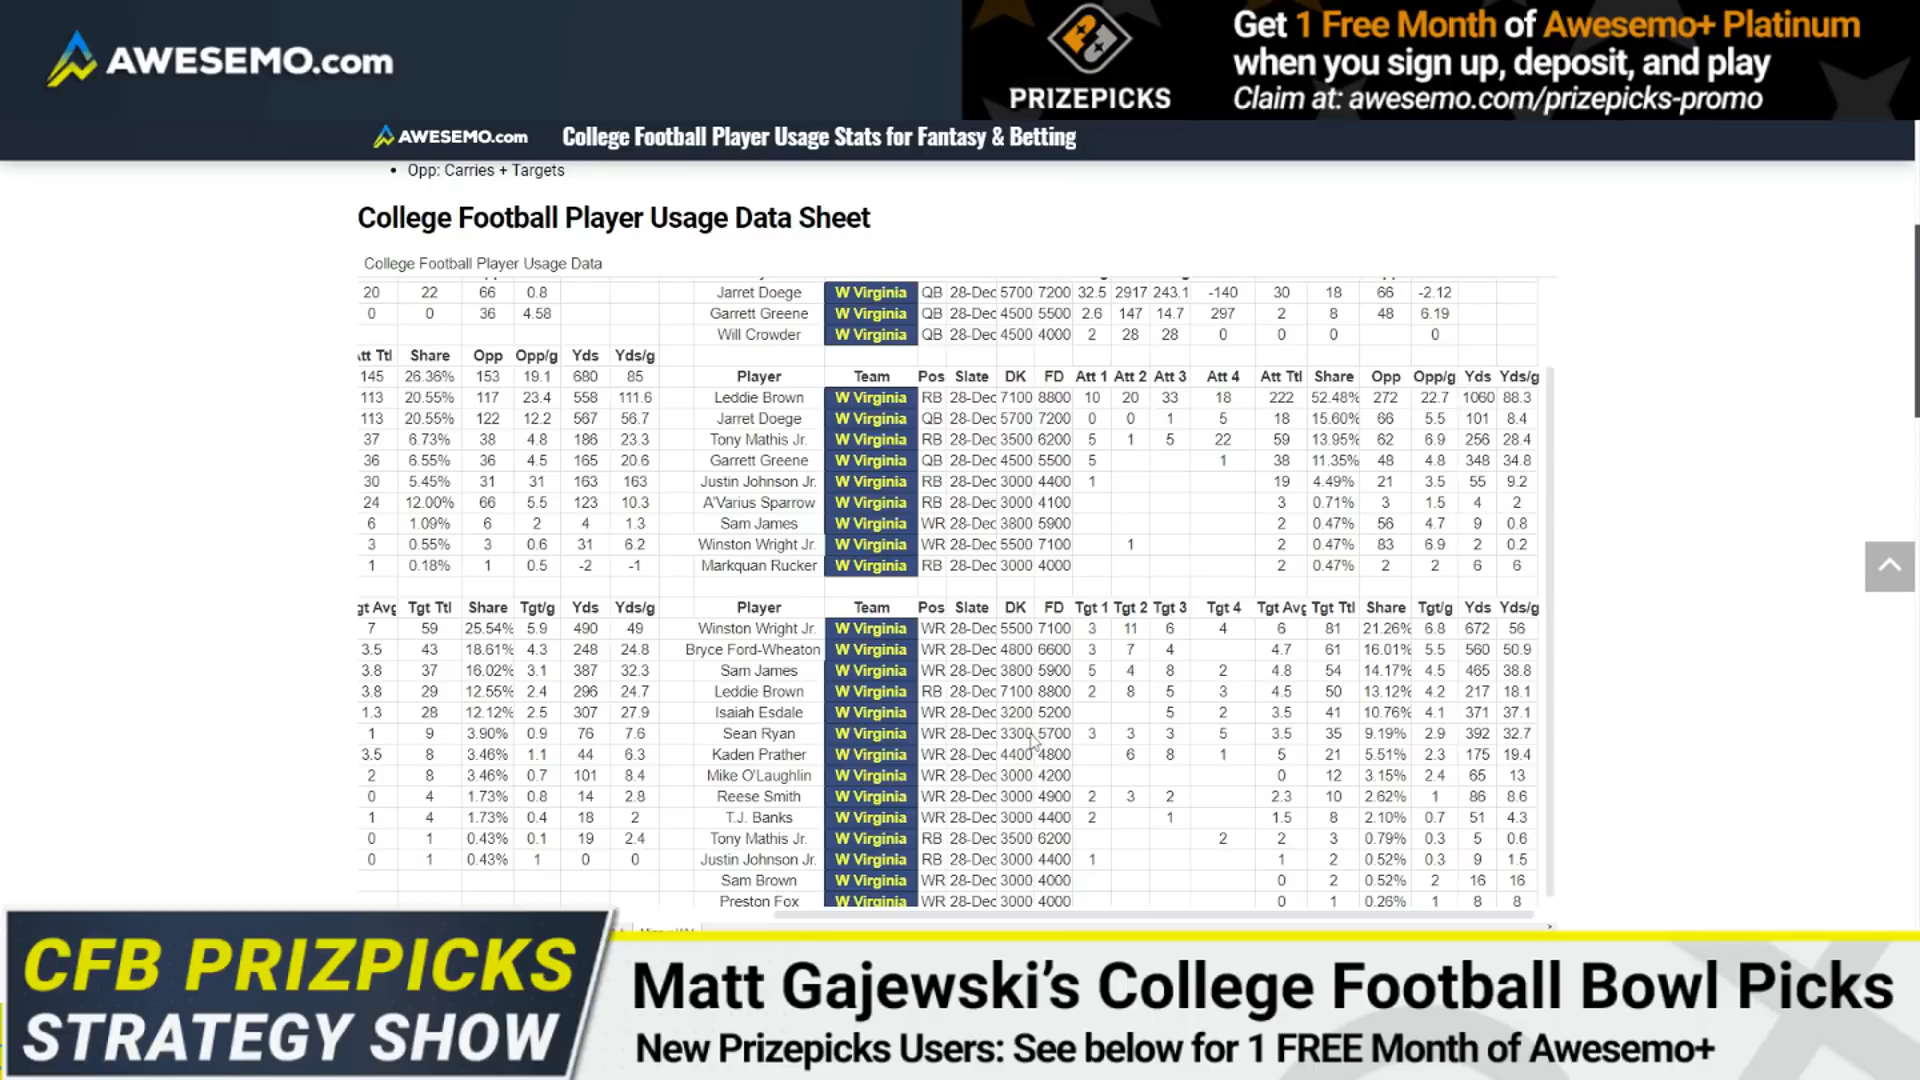 AWESEMO.com
PRIZEPICKS
Get 1 Free Month of Awesemo+ Platinum
when you sign up, deposit, and play
Claim at: awesemo.com/prizepicks-promo
AWESEMO.com College Football Player Usage Stats for Fantasy & Betting
• Opp: Carries + Targets
College Football Player Usage Data Sheet
College Football Player Usage Data
20 22 66 0.8 Jarret Doege W Virginia QB 28-Dec 5700 7200 32.5 2917 243.1 -140 30 18 66 -2.12
0 0 36 4.58 Garrett Greene W Virginia QB 28-Dec 4500 5500 2.6 147 14.7 297 2 8 48 6.19
Will Crowder W Virginia QB 28-Dec 4500 4000 2 28 28 0 0 0 0
Att Ttl Share Opp Opp/g Yds Yds/g
145 26.36% 153 19.1 680 85 Player Team Pos Slate DK FD Att 1 Att 2 Att 3 Att 4 Att Ttl Share Opp Opp/g Yds Yds/g
113 20.55% 117 23.4 558 111.6 Leddie Brown W Virginia RB 28-Dec 7100 8800 10 20 33 18 222 52.48% 272 22.7 1060 88.3
113 20.55% 122 12.2 567 56.7 Jarret Doege W Virginia QB 28-Dec 5700 7200 0 0 1 5 18 15.60% 66 5.5 101 8.4
37 6.73% 38 4.8 186 23.3 Tony Mathis Jr. W Virginia RB 28-Dec 3500 6200 5 1 5 22 59 13.95% 62 6.9 256 28.4
36 6.55% 36 4.5 165 20.6 Garrett Greene W Virginia QB 28-Dec 4500 5500 5 1 38 11.35% 48 4.8 348 34.8
30 5.45% 31 31 163 163 Justin Johnson Jr. W Virginia RB 28-Dec 3000 4400 1 19 4.49% 21 3.5 55 9.2
24 12.00% 66 5.5 123 10.3 A'Varius Sparrow W Virginia RB 28-Dec 3000 4100 3 0.71% 3 1.5 4 2
6 1.09% 6 2 4 1.3 Sam James W Virginia WR 28-Dec 3800 5900 2 0.47% 56 4.7 9 0.8
3 0.55% 3 0.6 31 6.2 Winston Wright Jr. W Virginia WR 28-Dec 5500 7100 1 2 0.47% 83 6.9 2 0.2
1 0.18% 1 0.5 -2 -1 Markquan Rucker W Virginia RB 28-Dec 3000 4000 2 0.47% 2 2 6 6
gt Avg Tgt Ttl Share Tgt/g Yds Yds/g Player Team Pos Slate DK FD Tgt 1 Tgt 2 Tgt 3 Tgt 4 Tgt Avg Tgt Ttl Share Tgt/g Yds Yds/g
7 59 25.54% 5.9 490 49 Winston Wright Jr. W Virginia WR 28-Dec 5500 7100 3 11 6 4 6 81 21.26% 6.8 672 56
3.5 43 18.61% 4.3 248 24.8 Bryce Ford-Wheaton W Virginia WR 28-Dec 4800 6600 3 7 4 4.7 61 16.01% 5.5 560 50.9
3.8 37 16.02% 3.1 387 32.3 Sam James W Virginia WR 28-Dec 3800 5900 5 4 8 2 4.8 54 14.17% 4.5 465 38.8
3.8 29 12.55% 2.4 296 24.7 Leddie Brown W Virginia RB 28-Dec 7100 8800 2 8 5 3 4.5 50 13.12% 4.2 217 18.1
1.3 28 12.12% 2.5 307 27.9 Isaiah Esdale W Virginia WR 28-Dec 3200 5200 5 2 3.5 41 10.76% 4.1 371 37.1
1 9 3.90% 0.9 76 7.6 Sean Ryan W Virginia WR 28-Dec 3300 5700 3 3 3 5 3.5 35 9.19% 2.9 392 32.7
3.5 8 3.46% 1.1 44 6.3 Kaden Prather W Virginia WR 28-Dec 4400 4800 6 8 1 5 21 5.51% 2.3 175 19.4
2 8 3.46% 0.7 101 8.4 Mike O'Laughlin W Virginia WR 28-Dec 3000 4200 0 12 3.15% 2.4 65 13
0 4 1.73% 0.8 14 2.8 Reese Smith W Virginia WR 28-Dec 3000 4900 2 3 2 2.3 10 2.62% 1 86 8.6
1 4 1.73% 0.4 18 2 T.J. Banks W Virginia WR 28-Dec 3000 4400 2 1 1.5 8 2.10% 0.7 51 4.3
0 1 0.43% 0.1 19 2.4 Tony Mathis Jr. W Virginia RB 28-Dec 3500 6200 2 2 3 0.79% 0.3 5 0.6
0 1 0.43% 1 0 0 Justin Johnson Jr. W Virginia RB 28-Dec 3000 4400 1 1 2 0.52% 0.3 9 1.5
Sam Brown W Virginia WR 28-Dec 3000 4000 0 2 0.52% 2 16 16
Preston Fox W Virginia WR 28-Dec 3000 4000 0 1 0.26% 1 8 8
CFB PRIZPICKS
STRATEGY SHOW
Matt Gajewski's College Football Bowl Picks
New Prizepicks Users: See below for 1 FREE Month of Awesemo+